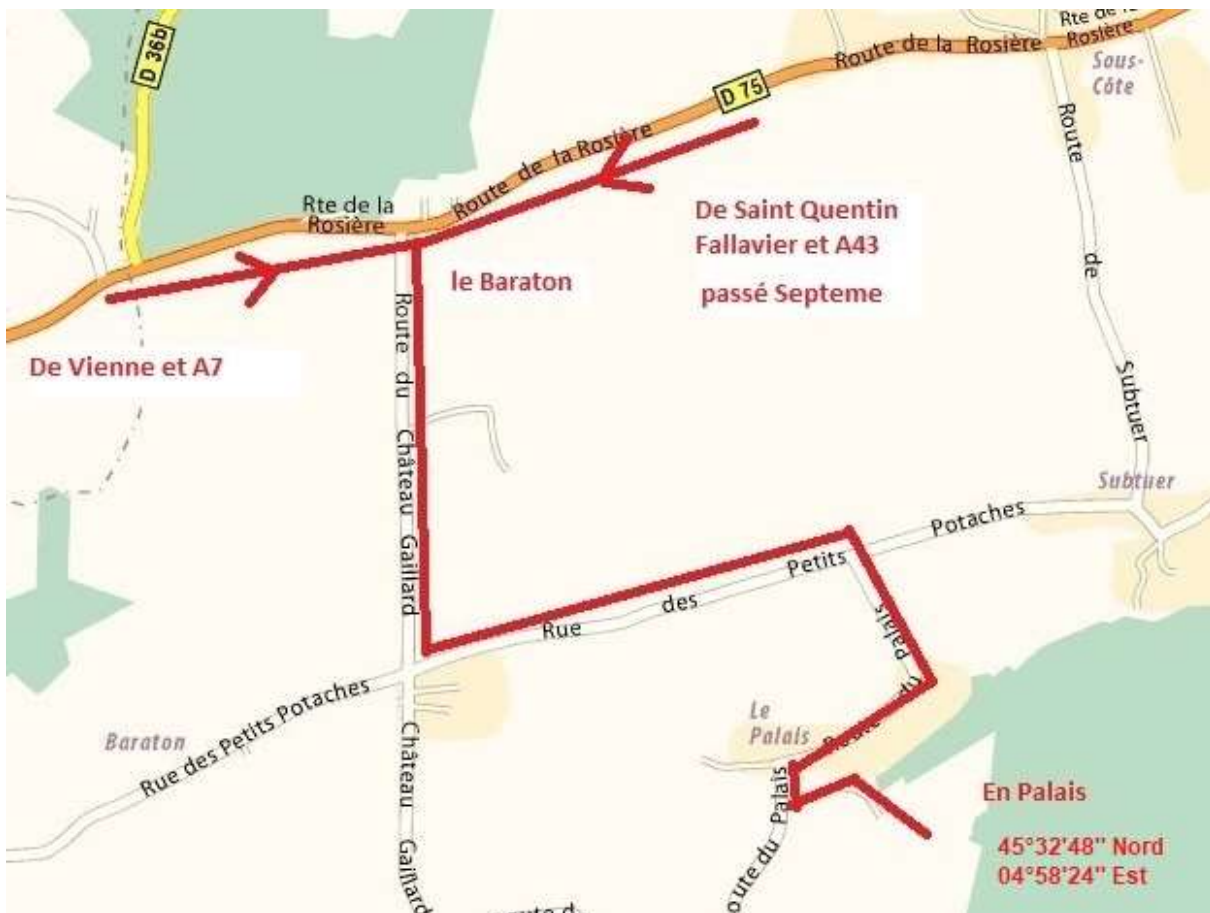 Rte de la
Rosière
Route de la Rosière
Sous-
Côte
D 36b
D 75
Route de la Rosière
Rte de la
Rosière
De Saint Quentin
Fallavier et A43
passé Septeme
le Baraton
De Vienne et A7
Route de Subtuer
Subtuer
Route du Château Gaillard
Rue des Petits Potaches
Rue des Petits Potaches
Baraton
Château Gaillard
Le
Palais
Route du Palais
Route du Palais
En Palais
45°32'48" Nord
04°58'24" Est